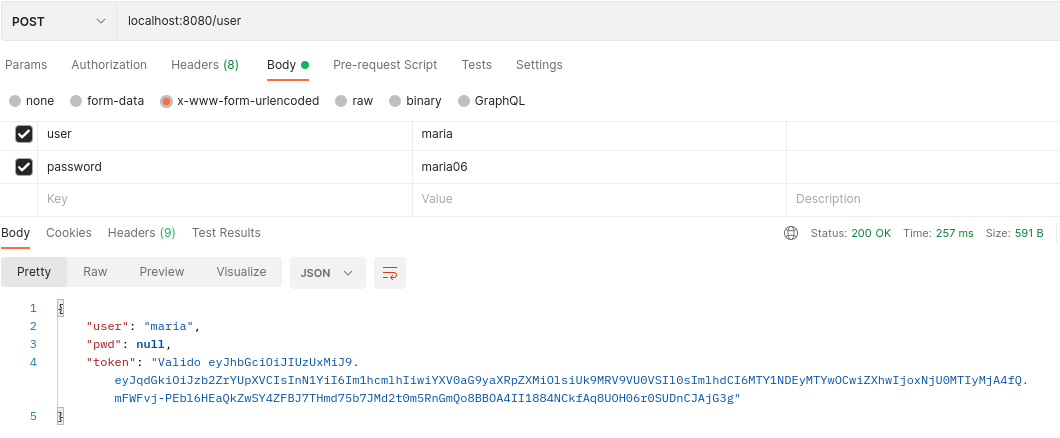 POST localhost:8080/user
Params Authorization Headers (8) Body Pre-request Script Tests Settings
none form-data x-www-form-urlencoded raw binary GraphQL
user maria
password maria06
Key Value Description
Body Cookies Headers (9) Test Results Status: 200 OK Time: 257 ms Size: 591 B
Pretty Raw Preview Visualize JSON
1 {
2 "user": "maria",
3 "pwd": null,
4 "token": "Valido eyJhbGciOiJIUzUxMiJ9.
eyJqdGkiOiJzb2ZrYUpXVCIsInN1YiI6Im1hcmlhIiwiYXV0aG9yaXRpZXMiOlsiUk9MRV9VU0VSIl0sImlhdCI6MTY1NDEyMTYwOCwiZXhwIjoxNjU0MTIyMjA4fQ.
mFWFvj-PEbl6HEaQkZwSY4ZFBJ7THmd75b7JMd2t0m5RnGmQo8BBOA4II1884NCkfAq8UOH06r0SUDnCJAjG3g"
5 }